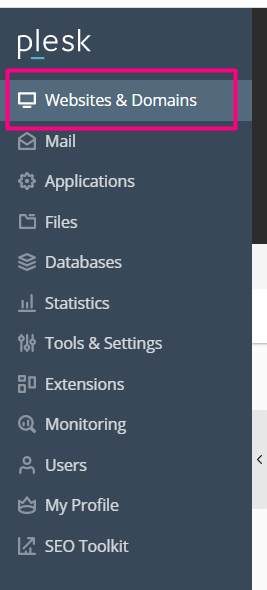 plesk
Websites & Domains
Mail
Applications
Files
Databases
Statistics
Tools & Settings
Extensions
Monitoring
Users
My Profile
SEO Toolkit